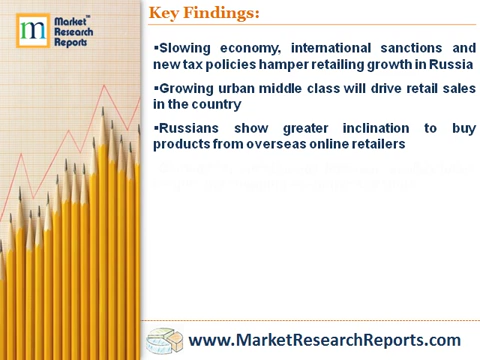 m
Market™
Research
Reports
Key Findings:
▪Slowing economy, international sanctions and
new tax policies hamper retailing growth in Russia
▪Growing urban middle class will drive retail sales
in the country
▪Russians show greater inclination to buy
products from overseas online retailers
www.MarketResearchReports.com